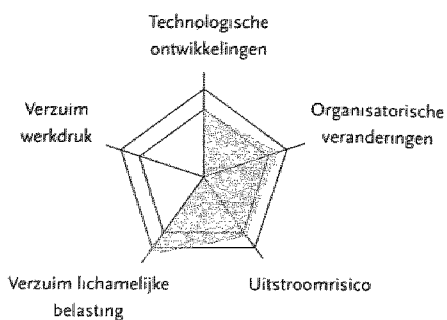 Technologische
ontwikkelingen
Verzuim
werkdruk
Organisatorische
veranderingen
Verzuim lichamelijke
belasting
Uitstroomrisico